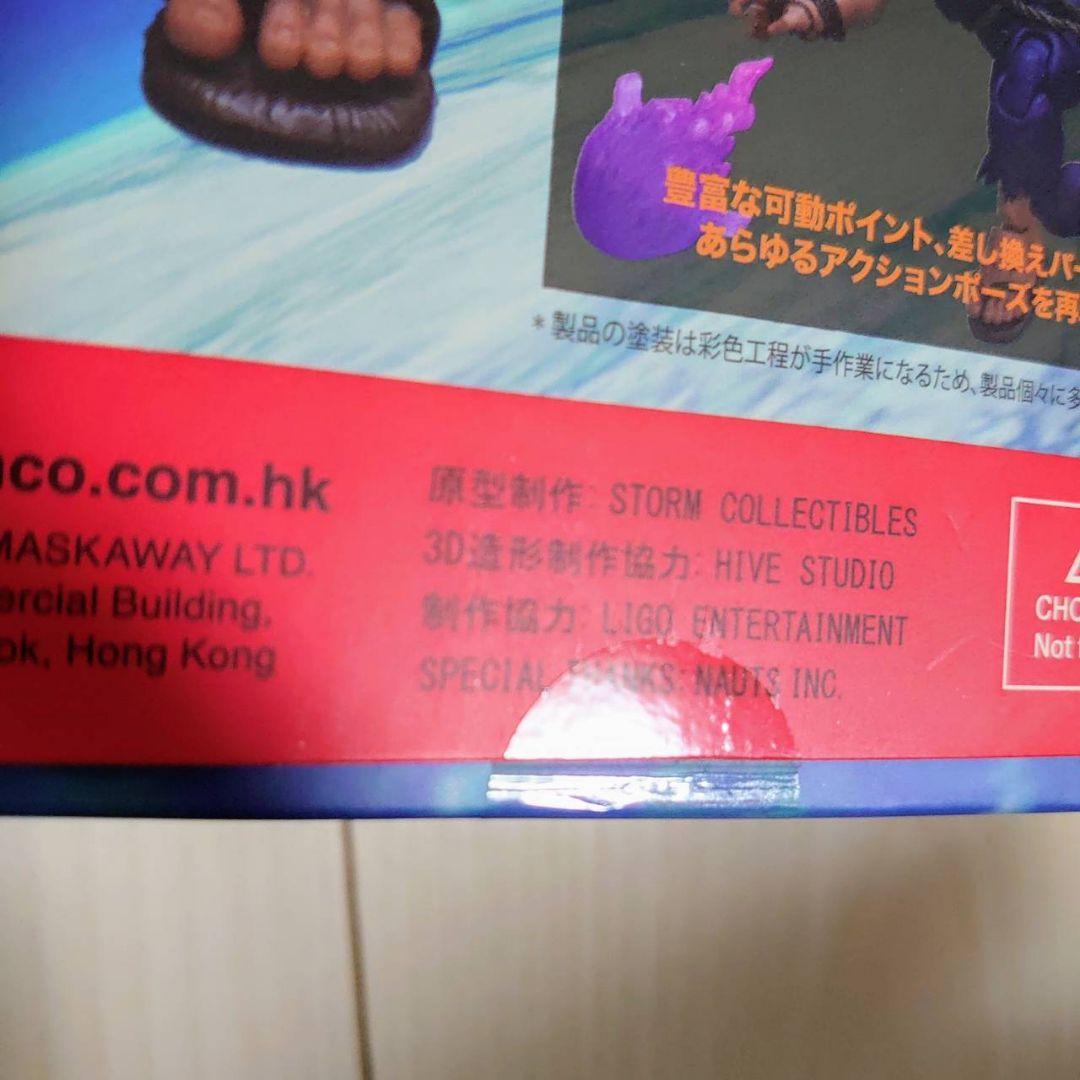 豊富な可動ポイント、差し換えパー
あらゆるアクションポーズを再
*製品の塗装は彩色工程が手作業になるため、製品個々に多
co.com.hk
MASKAWAY LTD.
ercial Building,
ok, Hong Kong
原型制作: STORM COLLECTIBLES
3D造形制作協力: HIVE STUDIO
制作協力: LIGO ENTERTAINMENT
SPECIAL THANKS: NAUTS INC.
CHO
Not